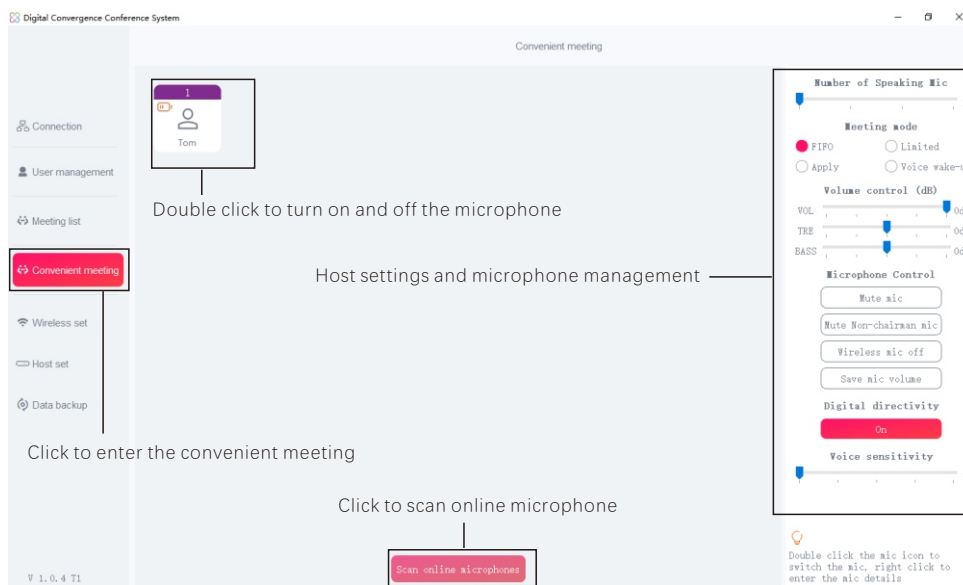 Digital Convergence Conference System
Convenient meeting
Connection
User management
Meeting list
Convenient meeting
Wireless set
Host set
Data backup
V 1.0.4 T1
1
Tom
Double click to turn on and off the microphone
Host settings and microphone management
Click to enter the convenient meeting
Click to scan online microphone
Scan online microphones
Number of Speaking Mic
Meeting mode
FIFO
Limited
Apply
Voice wake-u
Volume control (dB)
VOL
0d
TRE
0d
BASS
0d
Microphone Control
Mute mic
Mute Non-chairman mic
Wireless mic off
Save mic volume
Digital directivity
On
Voice sensitivity
Double click the mic icon to
switch the mic, right click to
enter the mic details